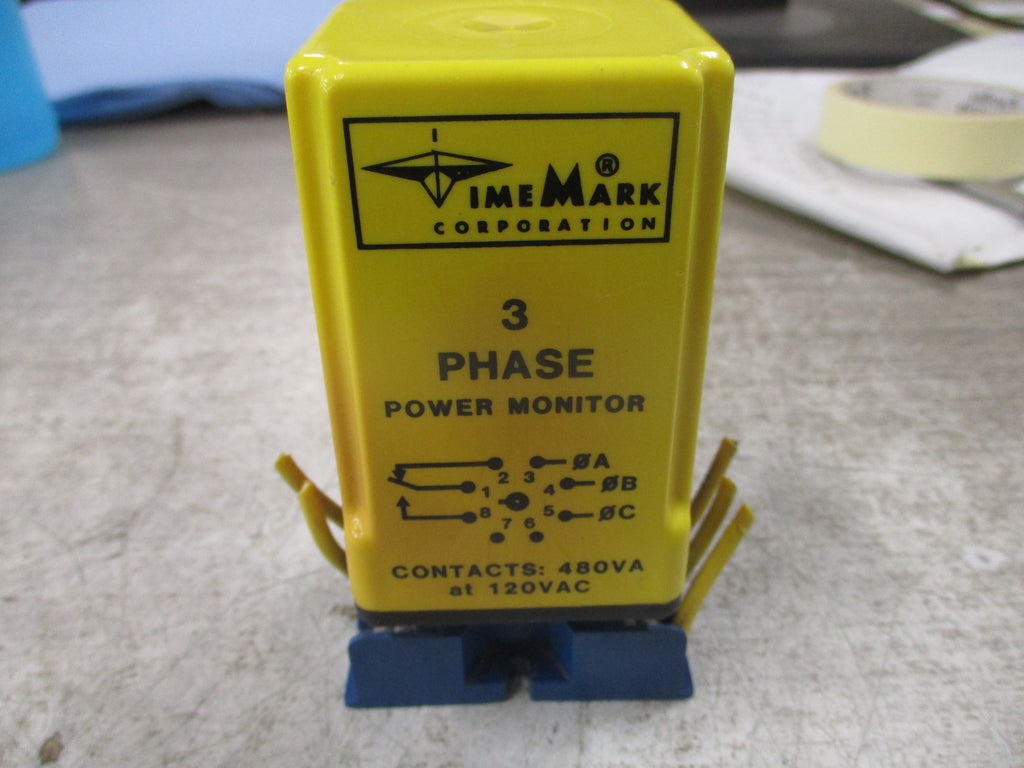 TIMEMARK®
CORPORATION
3
PHASE
POWER MONITOR
2 3 ØA
1 4 ØB
8 5 ØC
7 6
CONTACTS: 480VA
at 120VAC